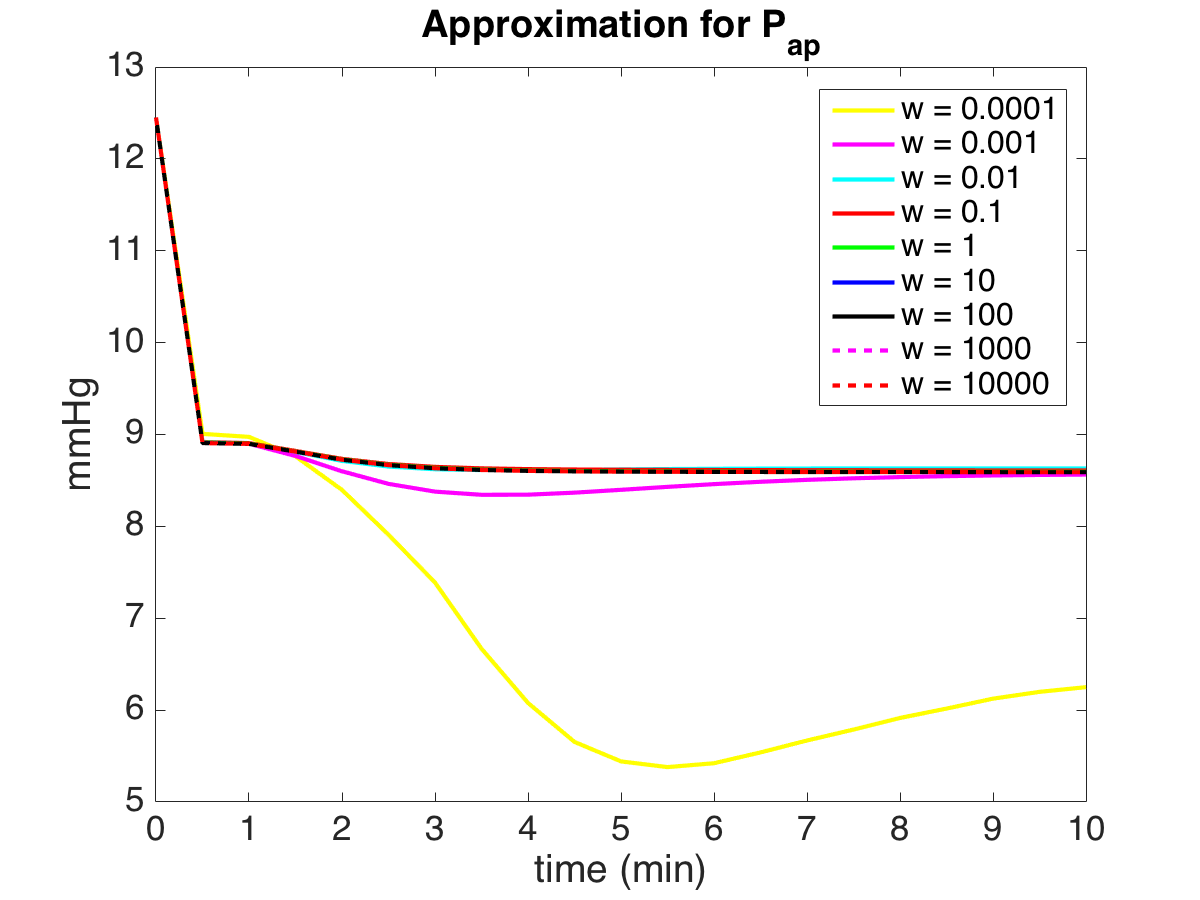 Approximation for P_ap
13
12
11
10
9
8
7
6
5
mmHg
w = 0.0001
w = 0.001
w = 0.01
w = 0.1
w = 1
w = 10
w = 100
w = 1000
w = 10000
0 1 2 3 4 5 6 7 8 9 10
time (min)